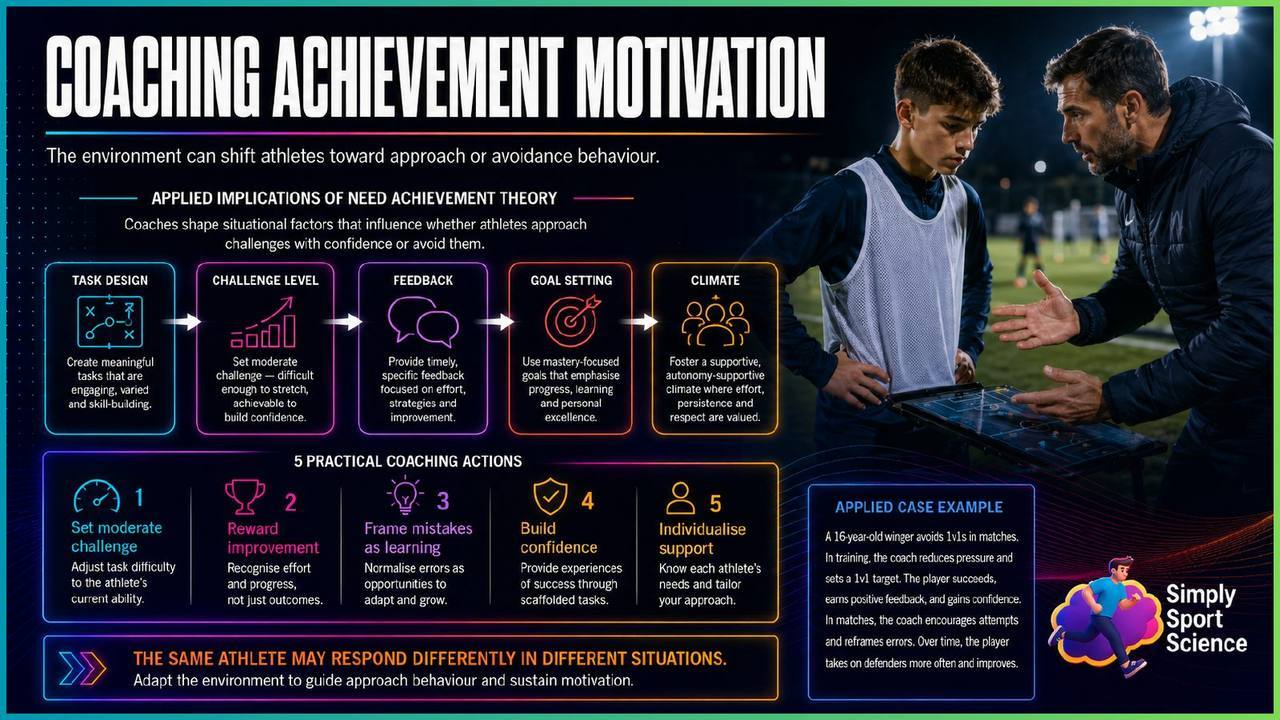 COACHING ACHIEVEMENT MOTIVATION
The environment can shift athletes toward approach or avoidance behaviour.
APPLIED IMPLICATIONS OF NEED ACHIEVEMENT THEORY
Coaches shape situational factors that influence whether athletes approach
challenges with confidence or avoid them.
TASK DESIGN
Create meaningful
tasks that are
engaging, varied
and skill-building.
CHALLENGE LEVEL
Set moderate
challenge — difficult
enough to stretch,
achievable to
build confidence.
FEEDBACK
Provide timely,
specific feedback
focused on effort,
strategies and
improvement.
GOAL SETTING
Use mastery-focused
goals that emphasise
progress, learning
and personal
excellence.
CLIMATE
Foster a supportive,
autonomy-supportive
climate where effort,
persistence and
respect are valued.
5 PRACTICAL COACHING ACTIONS
1
Set moderate
challenge
Adjust task difficulty
to the athlete's
current ability.
2
Reward
improvement
Recognise effort
and progress,
not just outcomes.
3
Frame mistakes
as learning
Normalise errors as
opportunities to
adapt and grow.
4
Build
confidence
Provide experiences
of success through
scaffolded tasks.
5
Individualise
support
Know each athlete's
needs and tailor
your approach.
THE SAME ATHLETE MAY RESPOND DIFFERENTLY IN DIFFERENT SITUATIONS.
Adapt the environment to guide approach behaviour and sustain motivation.
APPLIED CASE EXAMPLE
A 16-year-old winger avoids 1v1s in matches.
In training, the coach reduces pressure and
sets a 1v1 target. The player succeeds,
earns positive feedback, and gains confidence.
In matches, the coach encourages attempts
and reframes errors. Over time, the player
takes on defenders more often and improves.
Simply
Sport
Science